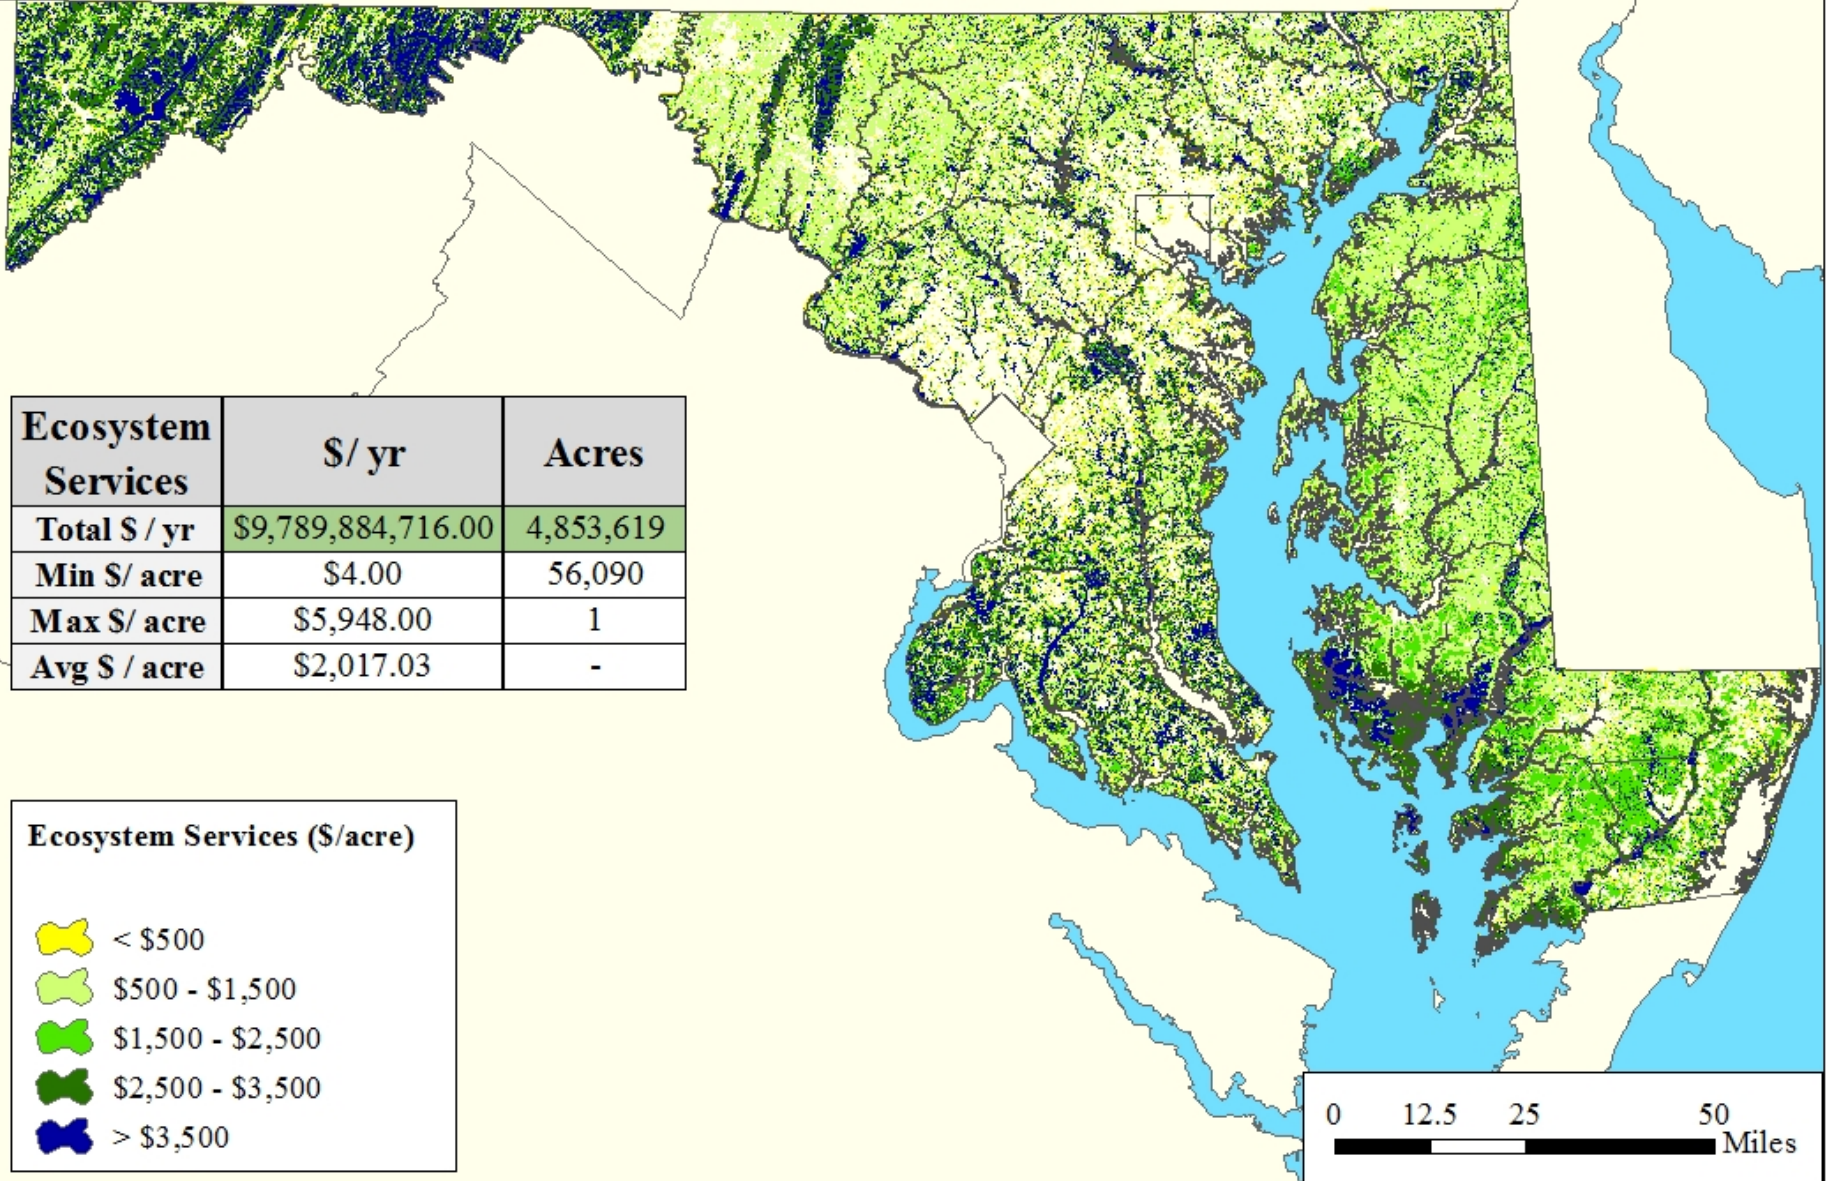 Ecosystem Services $/ yr Acres
Total $ / yr $9,789,884,716.00 4,853,619
Min $/ acre $4.00 56,090
Max $/ acre $5,948.00 1
Avg $ / acre $2,017.03 -
Ecosystem Services ($/acre)
< $500
$500 - $1,500
$1,500 - $2,500
$2,500 - $3,500
> $3,500
0 12.5 25 50
Miles